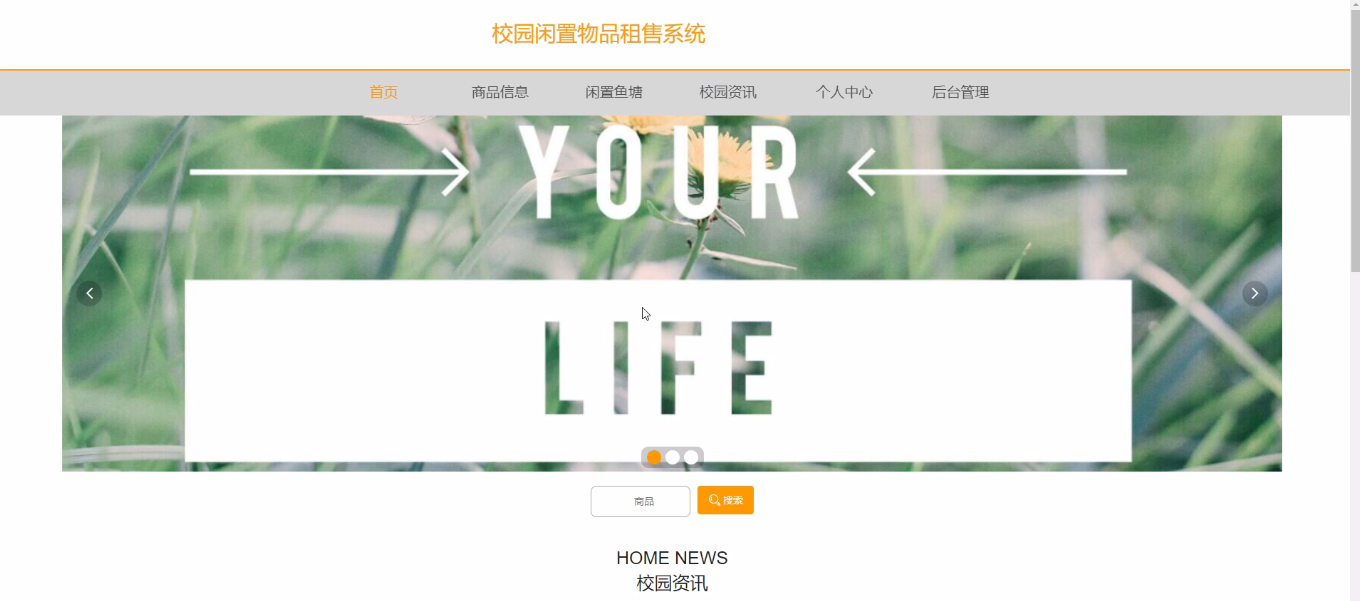 校园闲置物品租售系统
首页 商品信息 闲置鱼塘 校园资讯 个人中心 后台管理
YOUR
LIFE
商品 搜索
HOME NEWS
校园资讯